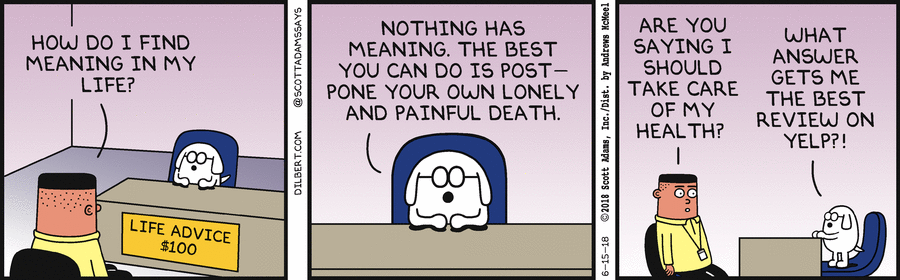 HOW DO I FIND
MEANING IN MY
LIFE?
LIFE ADVICE
$100
DILBERT.COM @SCOTTADAMSSAYS
NOTHING HAS
MEANING. THE BEST
YOU CAN DO IS POST-
PONE YOUR OWN LONELY
AND PAINFUL DEATH.
6-15-18 ©2018 Scott Adams, Inc./Dist. by Andrews McMeel
ARE YOU
SAYING I
SHOULD
TAKE CARE
OF MY
HEALTH?
WHAT
ANSWER
GETS ME
THE BEST
REVIEW ON
YELP?!